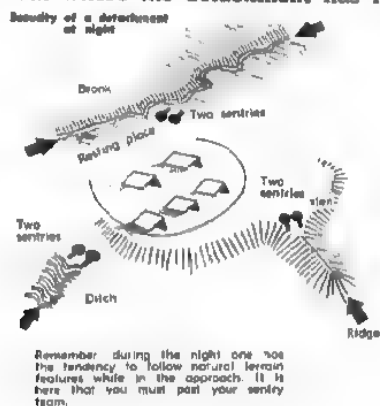 Security of a detachment
at night
Brook
Two sentries
Resting place
Two
sentries
Two
sentries
Ditch
Ridge
Remember during the night one has
the tendency to follow natural terrain
features while in the approach. It is
here that you must post your sentry
team.